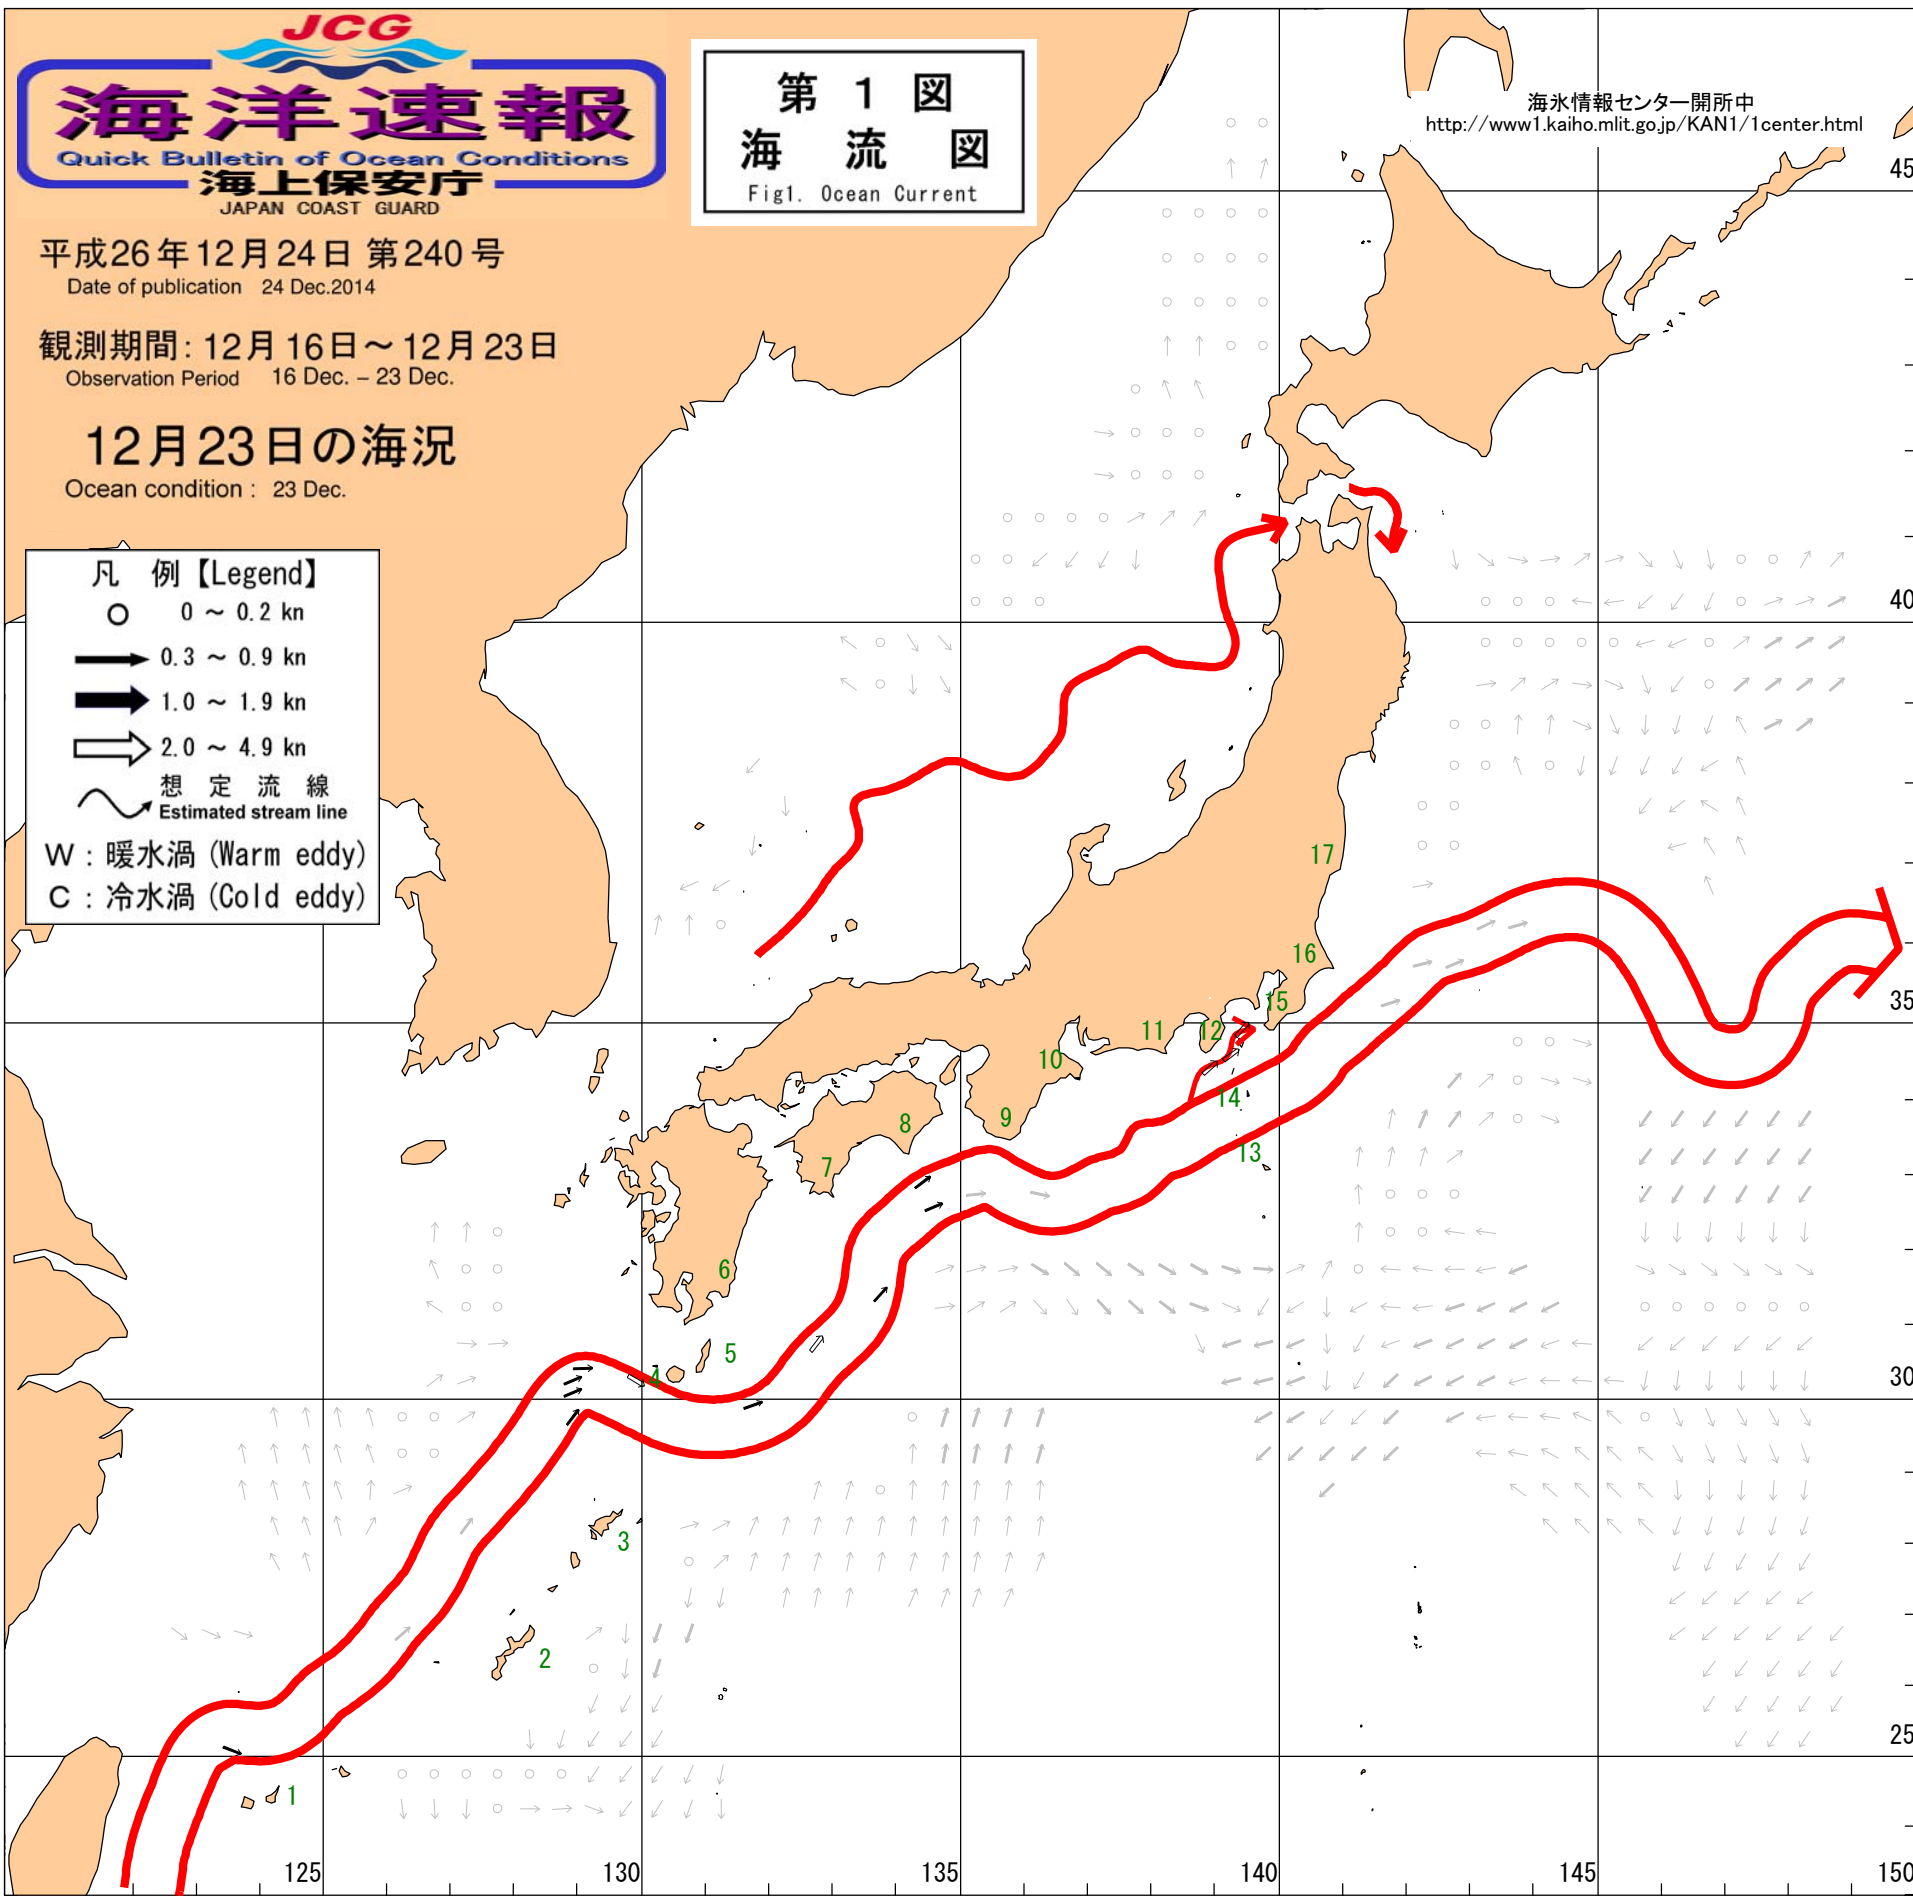 JCG
海洋速報
Quick Bulletin of Ocean Conditions
海上保安庁
JAPAN COAST GUARD
第 1 図
海 流 図
Fig1. Ocean Current
海氷情報センター開所中
http://www1.kaiho.mlit.go.jp/KAN1/1center.html
平成26年12月24日 第240号
Date of publication 24 Dec.2014
観測期間: 12月16日～12月23日
Observation Period 16 Dec. – 23 Dec.
12月23日の海況
Ocean condition : 23 Dec.
凡 例【Legend】
0 ～ 0.2 kn
0.3 ～ 0.9 kn
1.0 ～ 1.9 kn
2.0 ～ 4.9 kn
想 定 流 線
Estimated stream line
W : 暖水渦 (Warm eddy)
C : 冷水渦 (Cold eddy)
45
40
35
30
25
17
16
15
12
11
10
14
13
9
8
7
6
5
4
3
2
1
125
130
135
140
145
150